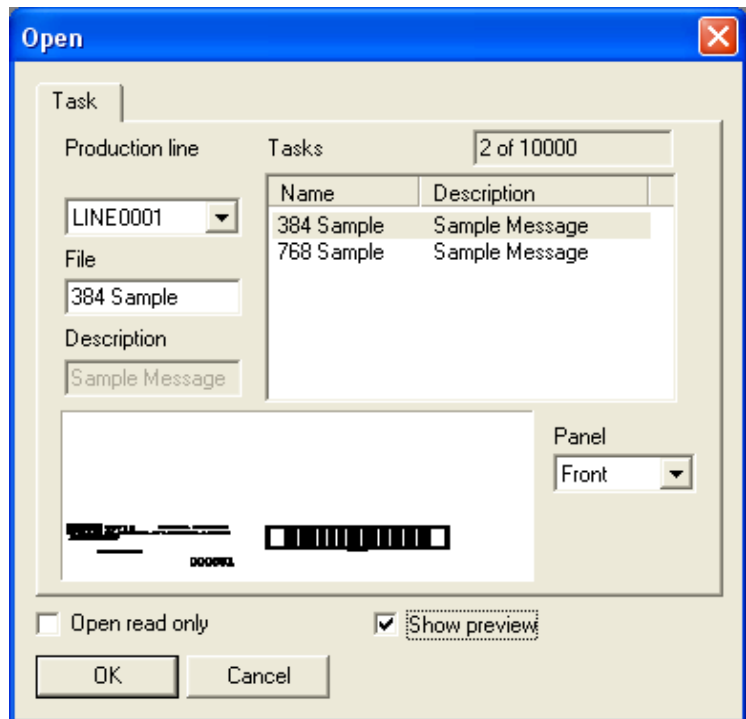 Open
Task
Production line
Tasks
2 of 10000
LINE0001
Name Description
384 Sample Sample Message
768 Sample Sample Message
File
384 Sample
Description
Sample Message
Panel
Front
Open read only
Show preview
OK
Cancel